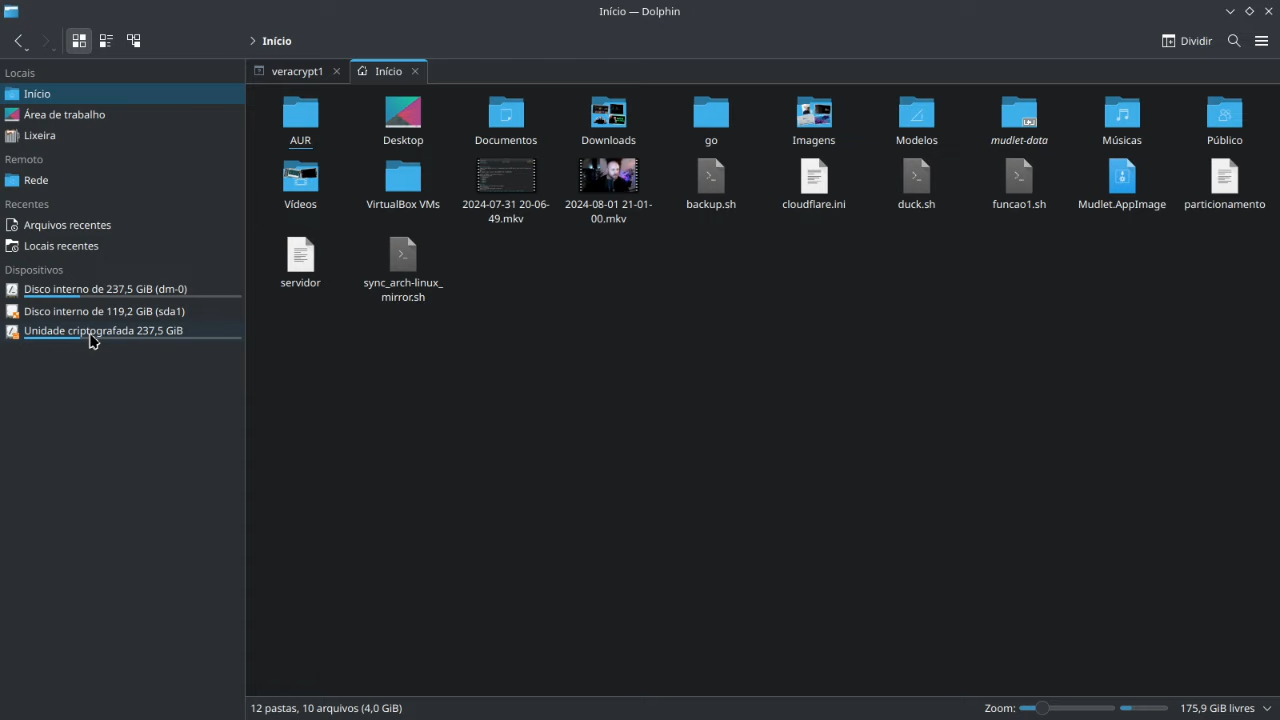 Início — Dolphin
Início
Dividir
Locais
Início
Área de trabalho
Lixeira
Remoto
Rede
Recentes
Arquivos recentes
Locais recentes
Dispositivos
Disco interno de 237,5 GiB (dm-0)
Disco interno de 119,2 GiB (sda1)
Unidade criptografada 237,5 GiB
veracrypt1
Início
AUR
Desktop
Documentos
Downloads
go
Imagens
Modelos
mudlet-data
Músicas
Público
Vídeos
VirtualBox VMs
2024-07-31 20-06-
49.mkv
2024-08-01 21-01-
00.mkv
backup.sh
cloudflare.ini
duck.sh
funcao1.sh
Mudlet.AppImage
particionamento
servidor
sync_arch-linux_
mirror.sh
12 pastas, 10 arquivos (4,0 GiB)
Zoom:
175,9 GiB livres